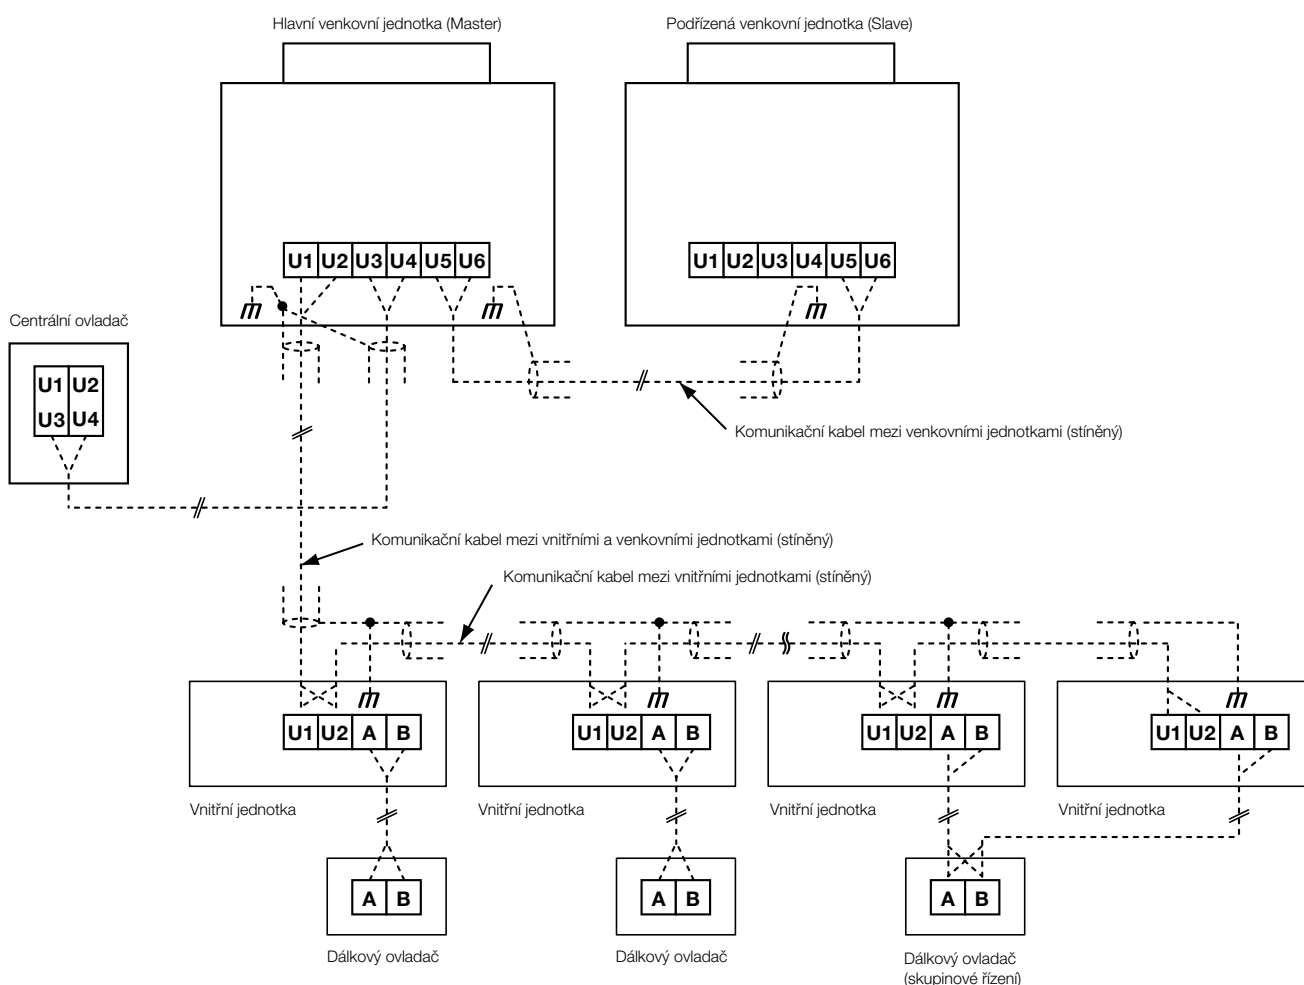 Hlavní venkovní jednotka (Master)
Podřízená venkovní jednotka (Slave)
U1 U2 U3 U4 U5 U6
U1 U2 U3 U4 U5 U6
Centrální ovladač
U1 U2
U3 U4
Komunikační kabel mezi venkovními jednotkami (stíněný)
Komunikační kabel mezi vnitřními a venkovními jednotkami (stíněný)
Komunikační kabel mezi vnitřními jednotkami (stíněný)
U1 U2 A B
U1 U2 A B
U1 U2 A B
U1 U2 A B
Vnitřní jednotka
Vnitřní jednotka
Vnitřní jednotka
Vnitřní jednotka
A B
A B
A B
Dálkový ovladač
Dálkový ovladač
Dálkový ovladač
(skupinové řízení)